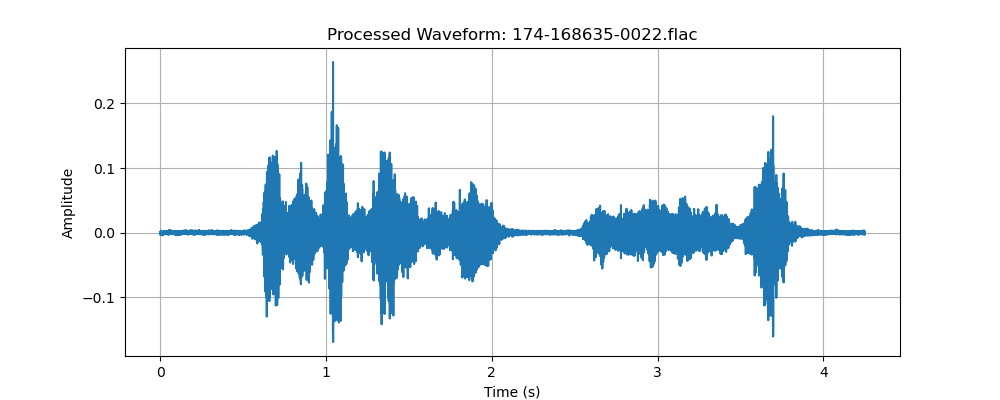 Processed Waveform: 174-168635-0022.flac
Amplitude
0.2
0.1
0.0
−0.1
0 1 2 3 4
Time (s)